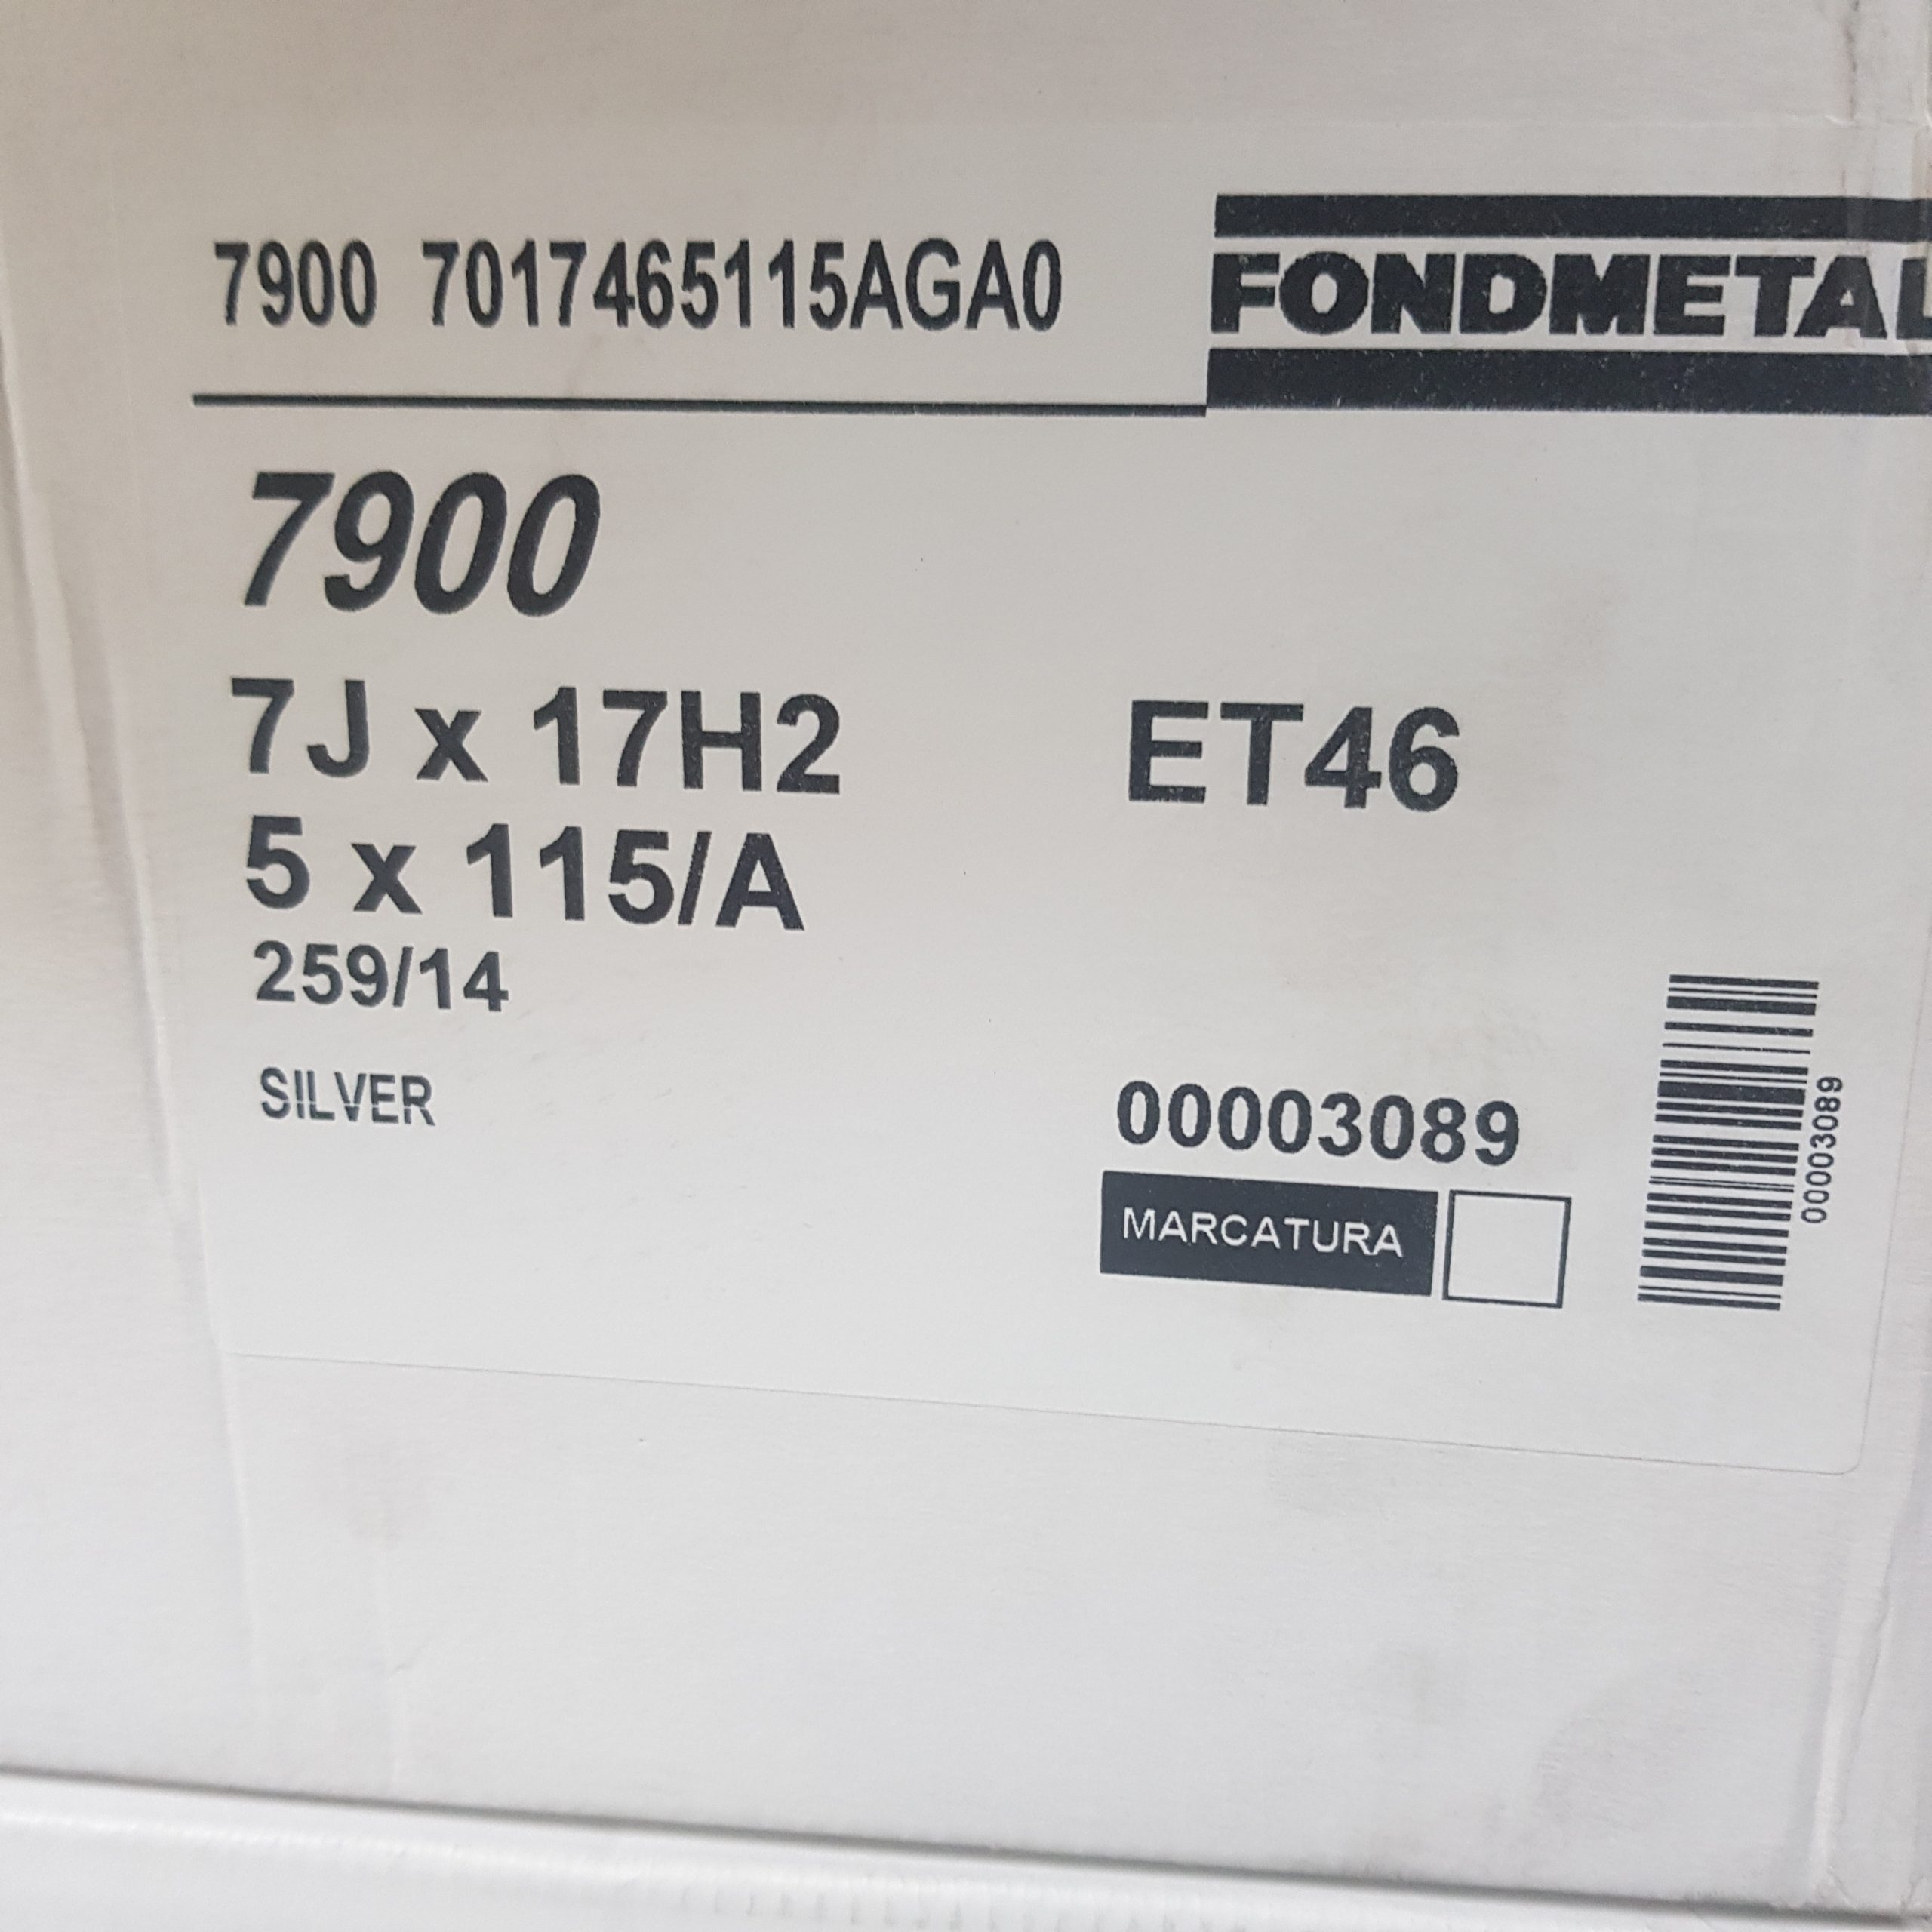 7900 7017465115AGA0
FONDMETAL
7900
7J x 17H2
ET46
5 x 115/A
259/14
SILVER
00003089
MARCATURA
00003089